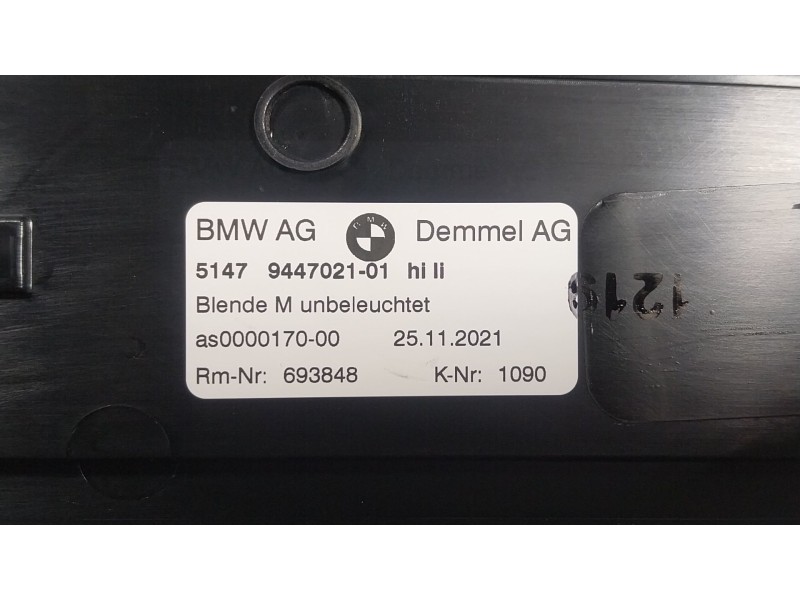 BMW AG BMW Demmel AG
5147 9447021-01 hi li
Blende M unbeleuchtet
as0000170-00 25.11.2021
Rm-Nr: 693848 K-Nr: 1090